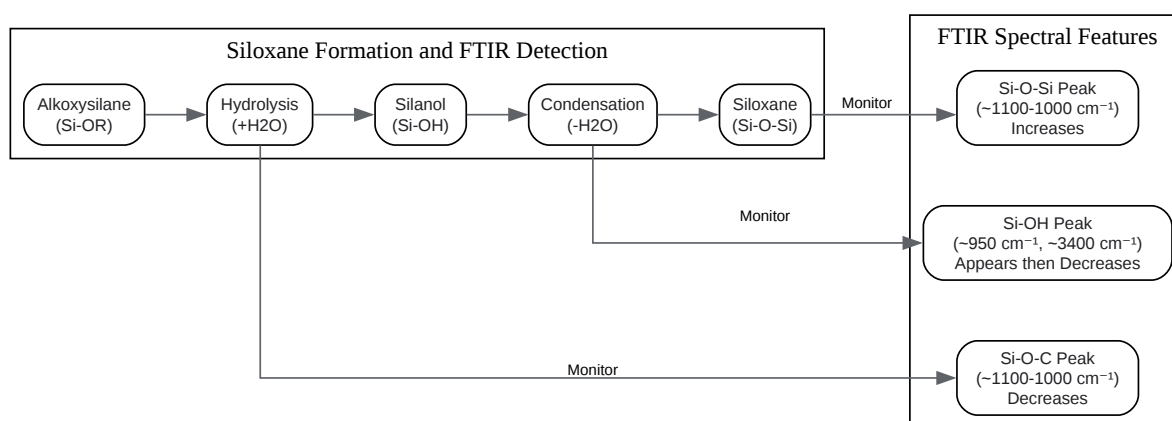 Siloxane Formation and FTIR Detection
Alkoxysilane
(Si-OR)
Hydrolysis
(+H2O)
Silanol
(Si-OH)
Condensation
(-H2O)
Siloxane
(Si-O-Si)
Monitor
Monitor
Monitor
FTIR Spectral Features
Si-O-Si Peak
(~1100-1000 cm⁻¹)
Increases
Si-OH Peak
(~950 cm⁻¹, ~3400 cm⁻¹)
Appears then Decreases
Si-O-C Peak
(~1100-1000 cm⁻¹)
Decreases